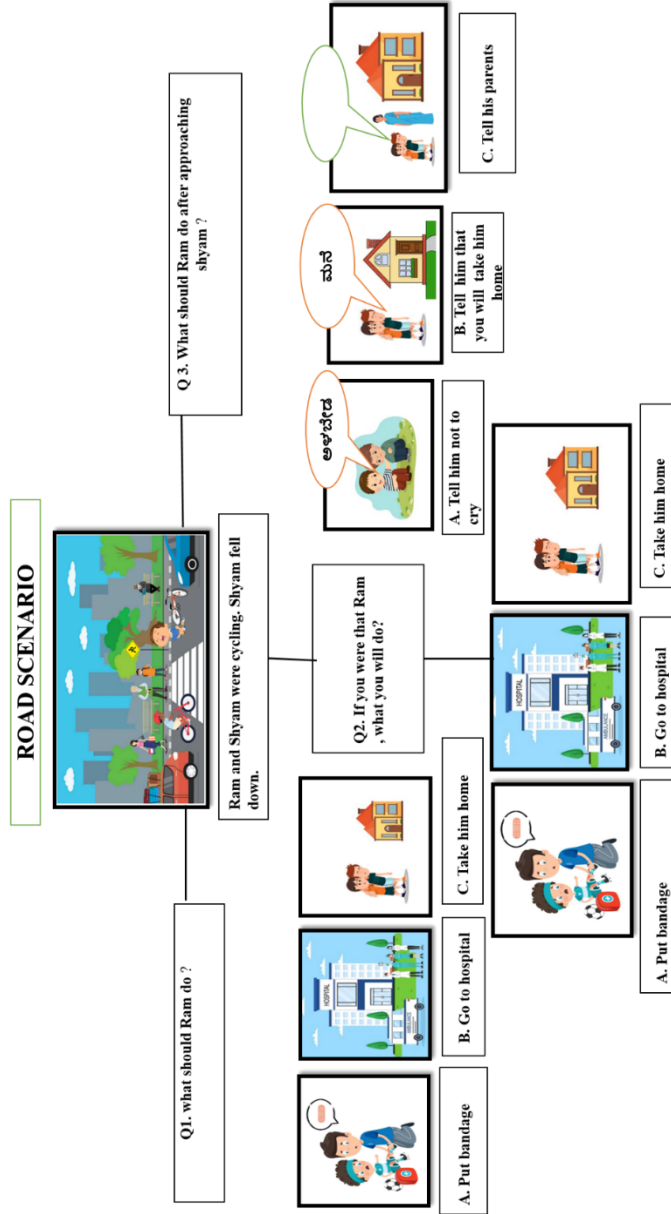 ROAD SCENARIO
Ram and Shyam were cycling. Shyam fell
down.
Q1. what should Ram do ?
A. Put bandage
HOSPITAL
AMBULANCE
B. Go to hospital
C. Take him home
Q2. If you were that Ram
, what you will do?
A. Put bandage
HOSPITAL
AMBULANCE
B. Go to hospital
C. Take him home
Q 3. What should Ram do after approaching
shyam ?
ಅಳಬೇಡ
A. Tell him not to
cry
ಮನೆ
B. Tell him that
you will take him
home
C. Tell his parents